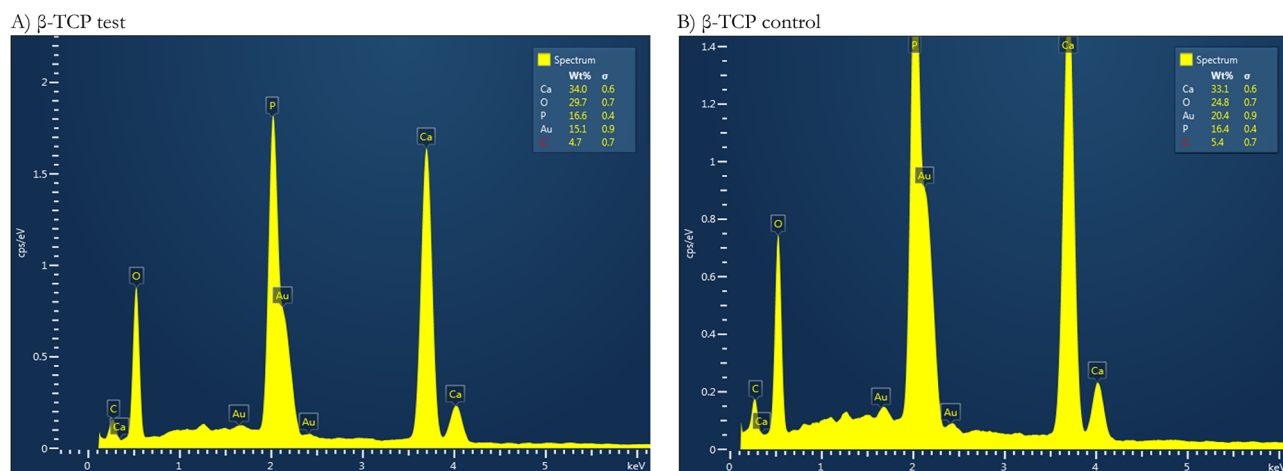 A) β-TCP test
B) β-TCP control
Spectrum
Wt% σ
Ca 34.0 0.6
O 29.7 0.7
P 16.6 0.4
Au 15.1 0.9
C 4.7 0.7
2
1.5
1
0.5
0
cps/eV
C
Ca
O
Au
P
Au
Au
Ca
Ca
0 1 2 3 4 5 keV
Spectrum
Wt% σ
Ca 33.1 0.6
O 24.8 0.7
Au 20.4 0.9
P 16.4 0.4
C 5.4 0.7
1.4
1.2
1
0.8
0.6
0.4
0.2
0
cps/eV
C
Ca
O
Au
P
Au
Au
Ca
Ca
0 1 2 3 4 5 ke